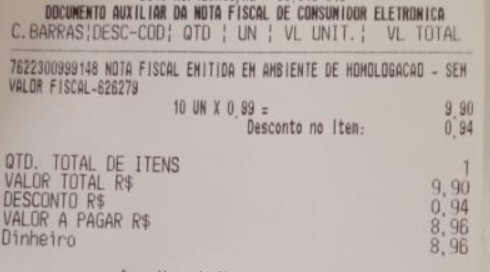 DOCUMENTO AUXILIAR DA NOTA FISCAL DE CONSUMIDOR ELETRONICA
C.BARRAS¦DESC-COD¦ QTD ¦ UN ¦ VL UNIT.¦ VL TOTAL
7622300999148 NOTA FISCAL EMITIDA EM AMBIENTE DE HOMOLOGACAO - SEM
VALOR FISCAL-626279
10 UN X 0,99 = 9,90
Desconto no Item: 0,94
QTD. TOTAL DE ITENS 1
VALOR TOTAL R$ 9,90
DESCONTO R$ 0,94
VALOR A PAGAR R$ 8,96
Dinheiro 8,96